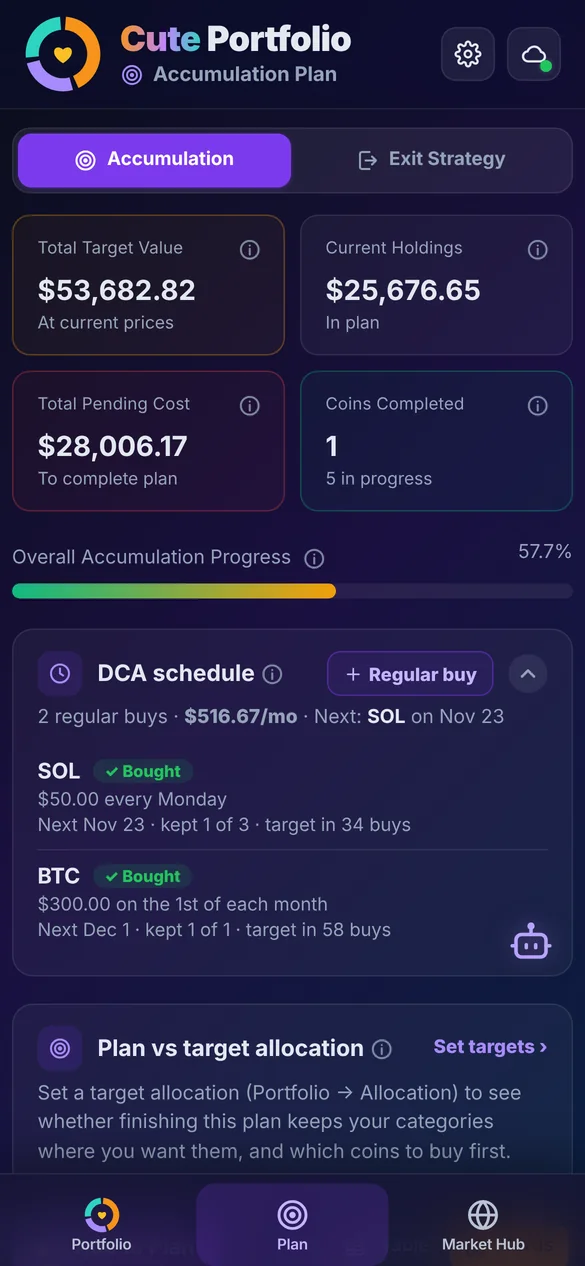 Cute Portfolio
Accumulation Plan
Accumulation
Exit Strategy
Total Target Value
$53,682.82
At current prices
Current Holdings
$25,676.65
In plan
Total Pending Cost
$28,006.17
To complete plan
Coins Completed
1
5 in progress
Overall Accumulation Progress
57.7%
DCA schedule
+ Regular buy
2 regular buys · $516.67/mo · Next: SOL on Nov 23
SOL ✓ Bought
$50.00 every Monday
Next Nov 23 · kept 1 of 3 · target in 34 buys
BTC ✓ Bought
$300.00 on the 1st of each month
Next Dec 1 · kept 1 of 1 · target in 58 buys
Plan vs target allocation
Set targets ›
Set a target allocation (Portfolio → Allocation) to see
whether finishing this plan keeps your categories
where you want them, and which coins to buy first.
Portfolio
Plan
Market Hub